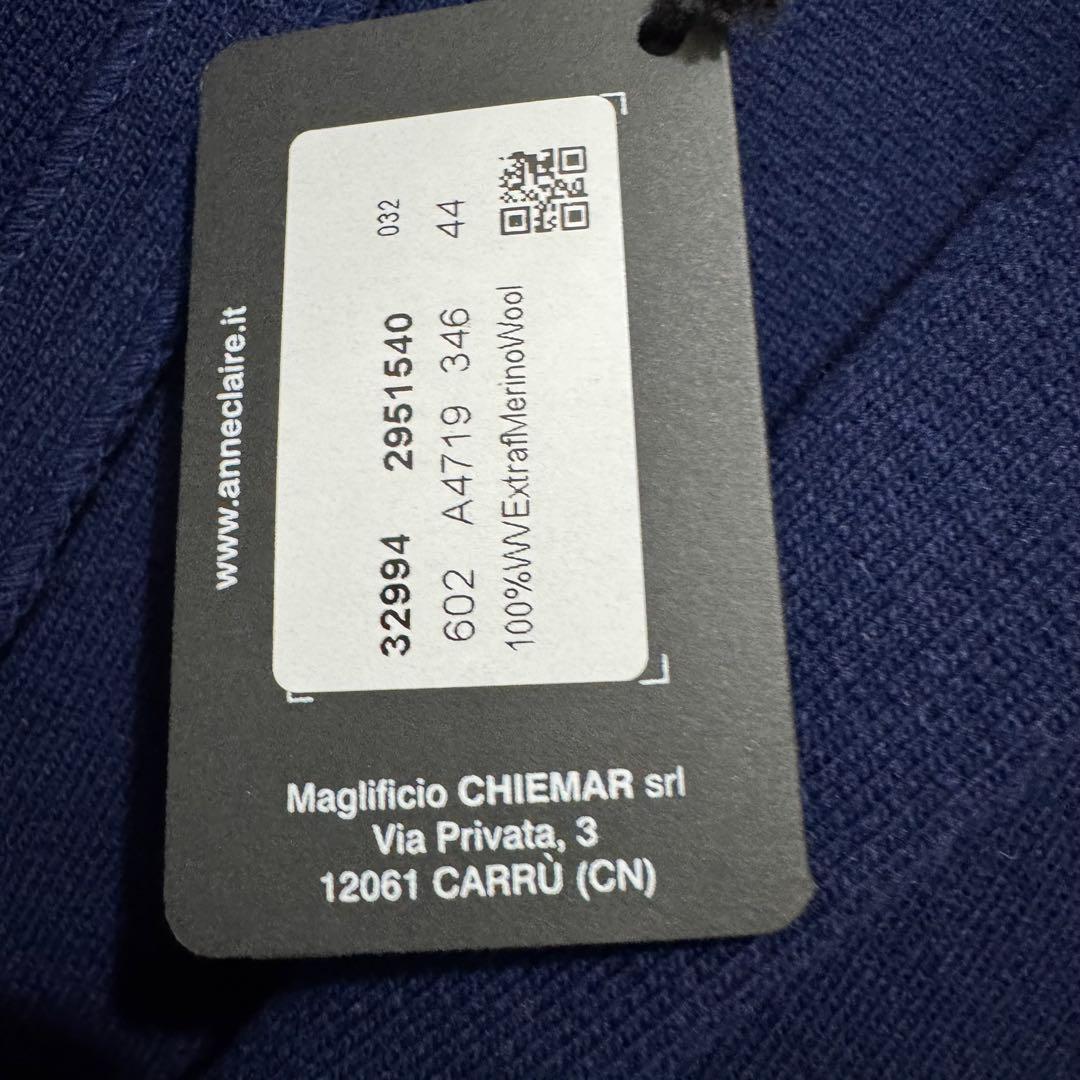 www.anneclaire.it
32994 2951540 032
602 A4719 346 44
100%WVExtrafMerinoWool
Maglificio CHIEMAR srl
Via Privata, 3
12061 CARRÙ (CN)